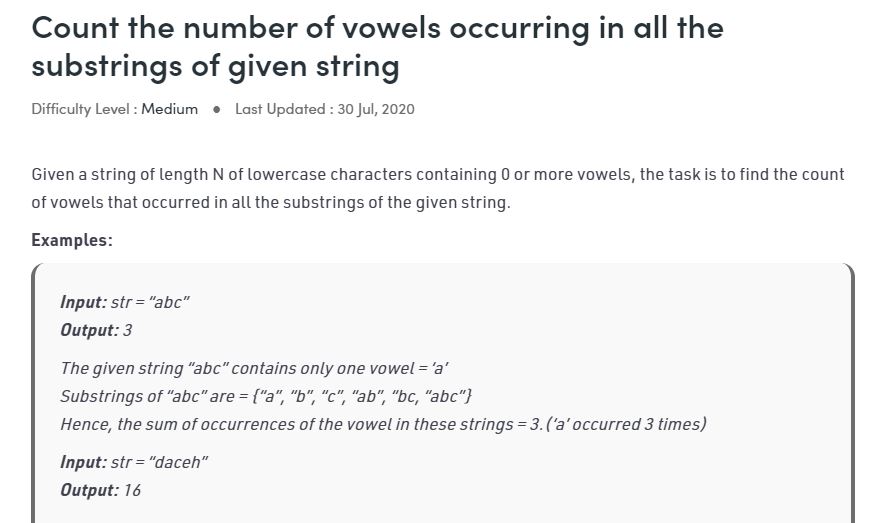 Count the number of vowels occurring in all the
substrings of given string
Difficulty Level : Medium ● Last Updated : 30 Jul, 2020
Given a string of length N of lowercase characters containing 0 or more vowels, the task is to find the count
of vowels that occurred in all the substrings of the given string.
Examples:
Input: str = “abc”
Output: 3
The given string “abc” contains only one vowel = ‘a’
Substrings of “abc” are = {“a”, “b”, “c”, “ab”, “bc, “abc”}
Hence, the sum of occurrences of the vowel in these strings = 3.(‘a’ occurred 3 times)
Input: str = “daceh”
Output: 16